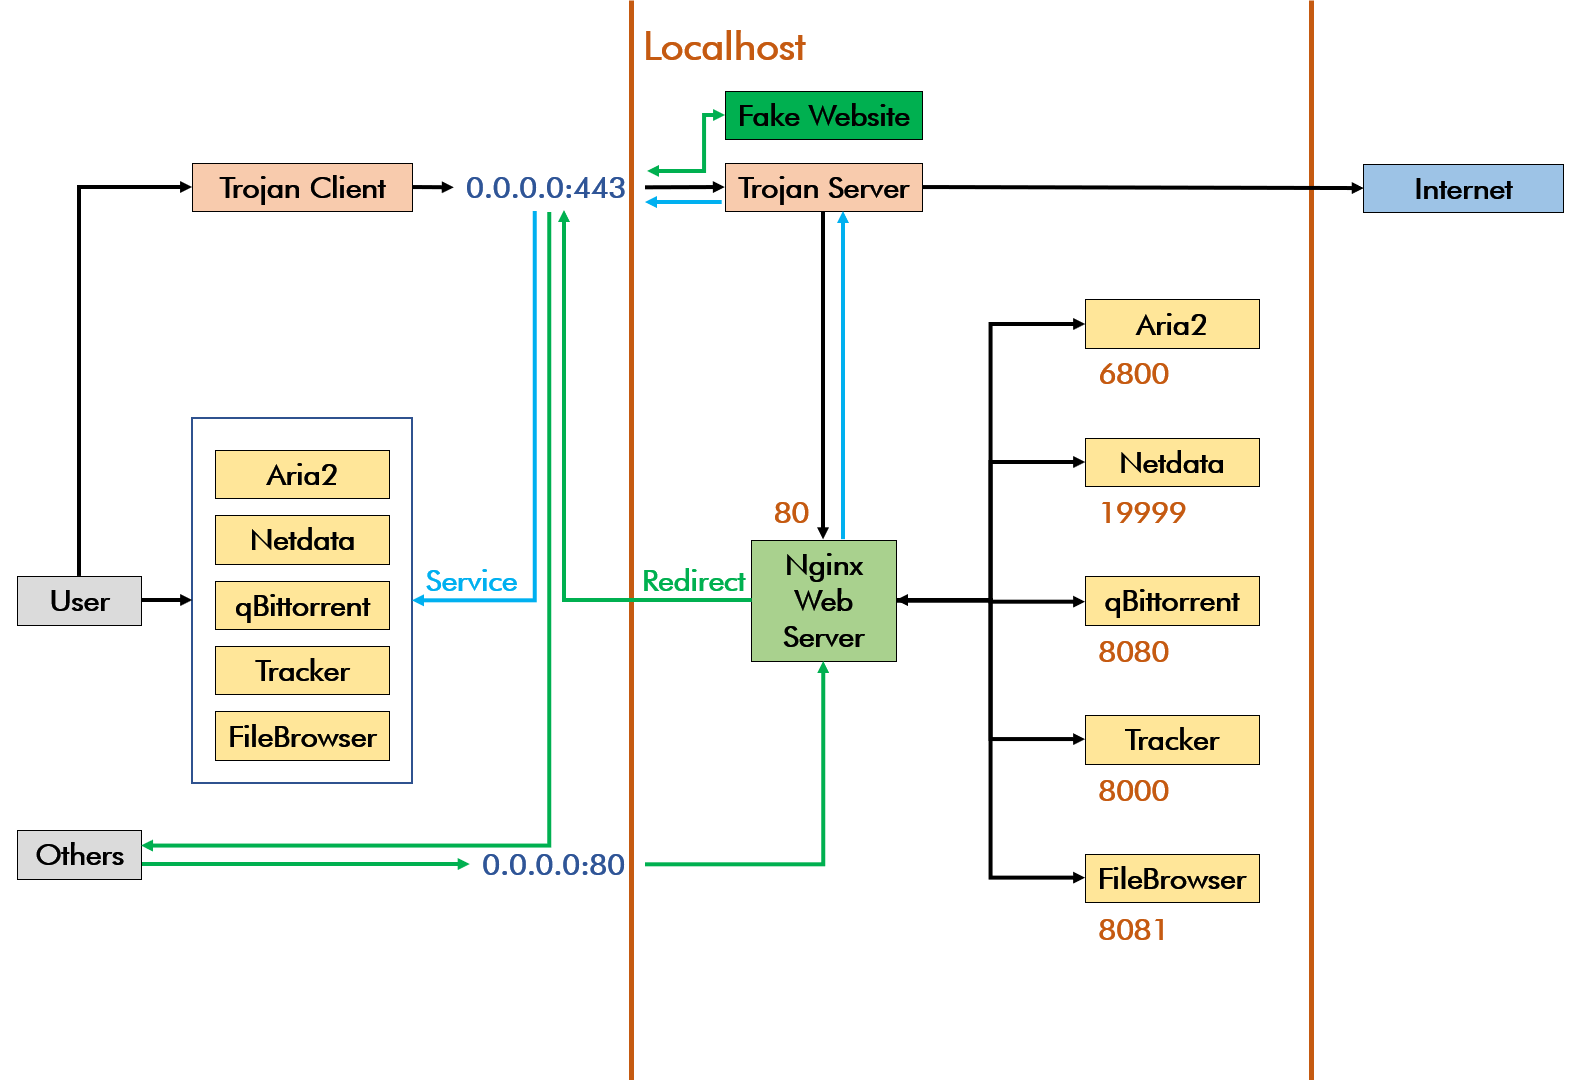 Localhost
Fake Website
Trojan Client
0.0.0.0:443
Trojan Server
Internet
Aria2
6800
Netdata
19999
qBittorrent
8080
Tracker
8000
FileBrowser
8081
80
Nginx
Web
Server
Redirect
Service
Aria2
Netdata
qBittorrent
Tracker
FileBrowser
User
Others
0.0.0.0:80